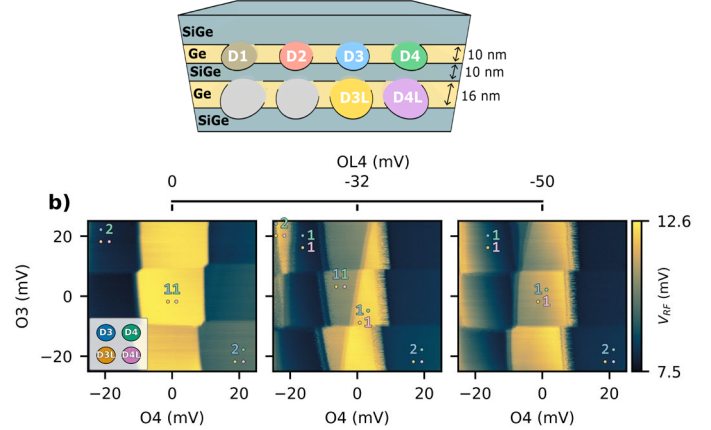 SiGe
Ge D1 D2 D3 D4 10 nm
SiGe 10 nm
Ge D3L D4L 16 nm
SiGe
OL4 (mV)
0 -32 -50
b)
O3 (mV)
20
0
−20
2
11
2
D3 D4
D3L D4L
2
1
1
11
1
1
2
1
1
1
1
2
−20 0 20
−20 0 20
−20 0 20
O4 (mV)
O4 (mV)
O4 (mV)
12.6
V_RF (mV)
7.5